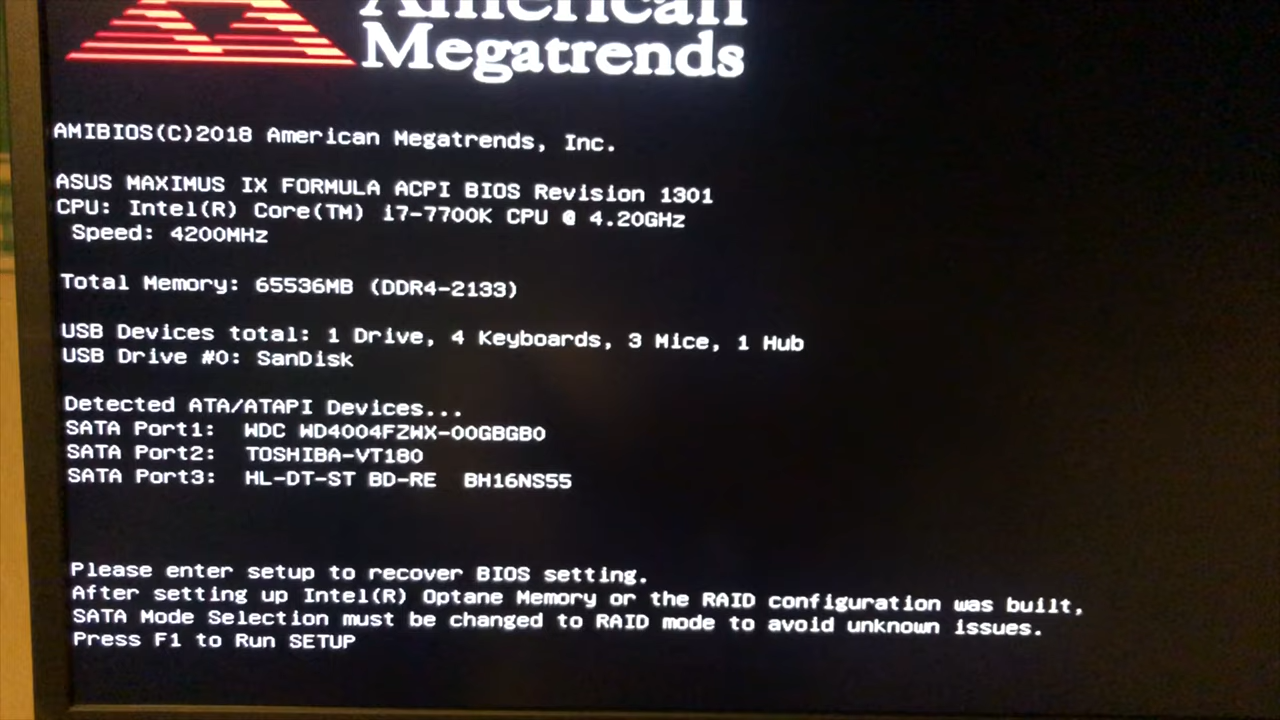 American
Megatrends
AMIBIOS(C)2018 American Megatrends, Inc.
ASUS MAXIMUS IX FORMULA ACPI BIOS Revision 1301
CPU: Intel(R) Core(TM) i7-7700K CPU @ 4.20GHz
Speed: 4200MHz
Total Memory: 65536MB (DDR4-2133)
USB Devices total: 1 Drive, 4 Keyboards, 3 Mice, 1 Hub
USB Drive #0: SanDisk
Detected ATA/ATAPI Devices...
SATA Port1: WDC WD4004FZWX-00GBGB0
SATA Port2: TOSHIBA-VT180
SATA Port3: HL-DT-ST BD-RE BH16NS55
Please enter setup to recover BIOS setting.
After setting up Intel(R) Optane Memory or the RAID configuration was built,
SATA Mode Selection must be changed to RAID mode to avoid unknown issues.
Press F1 to Run SETUP